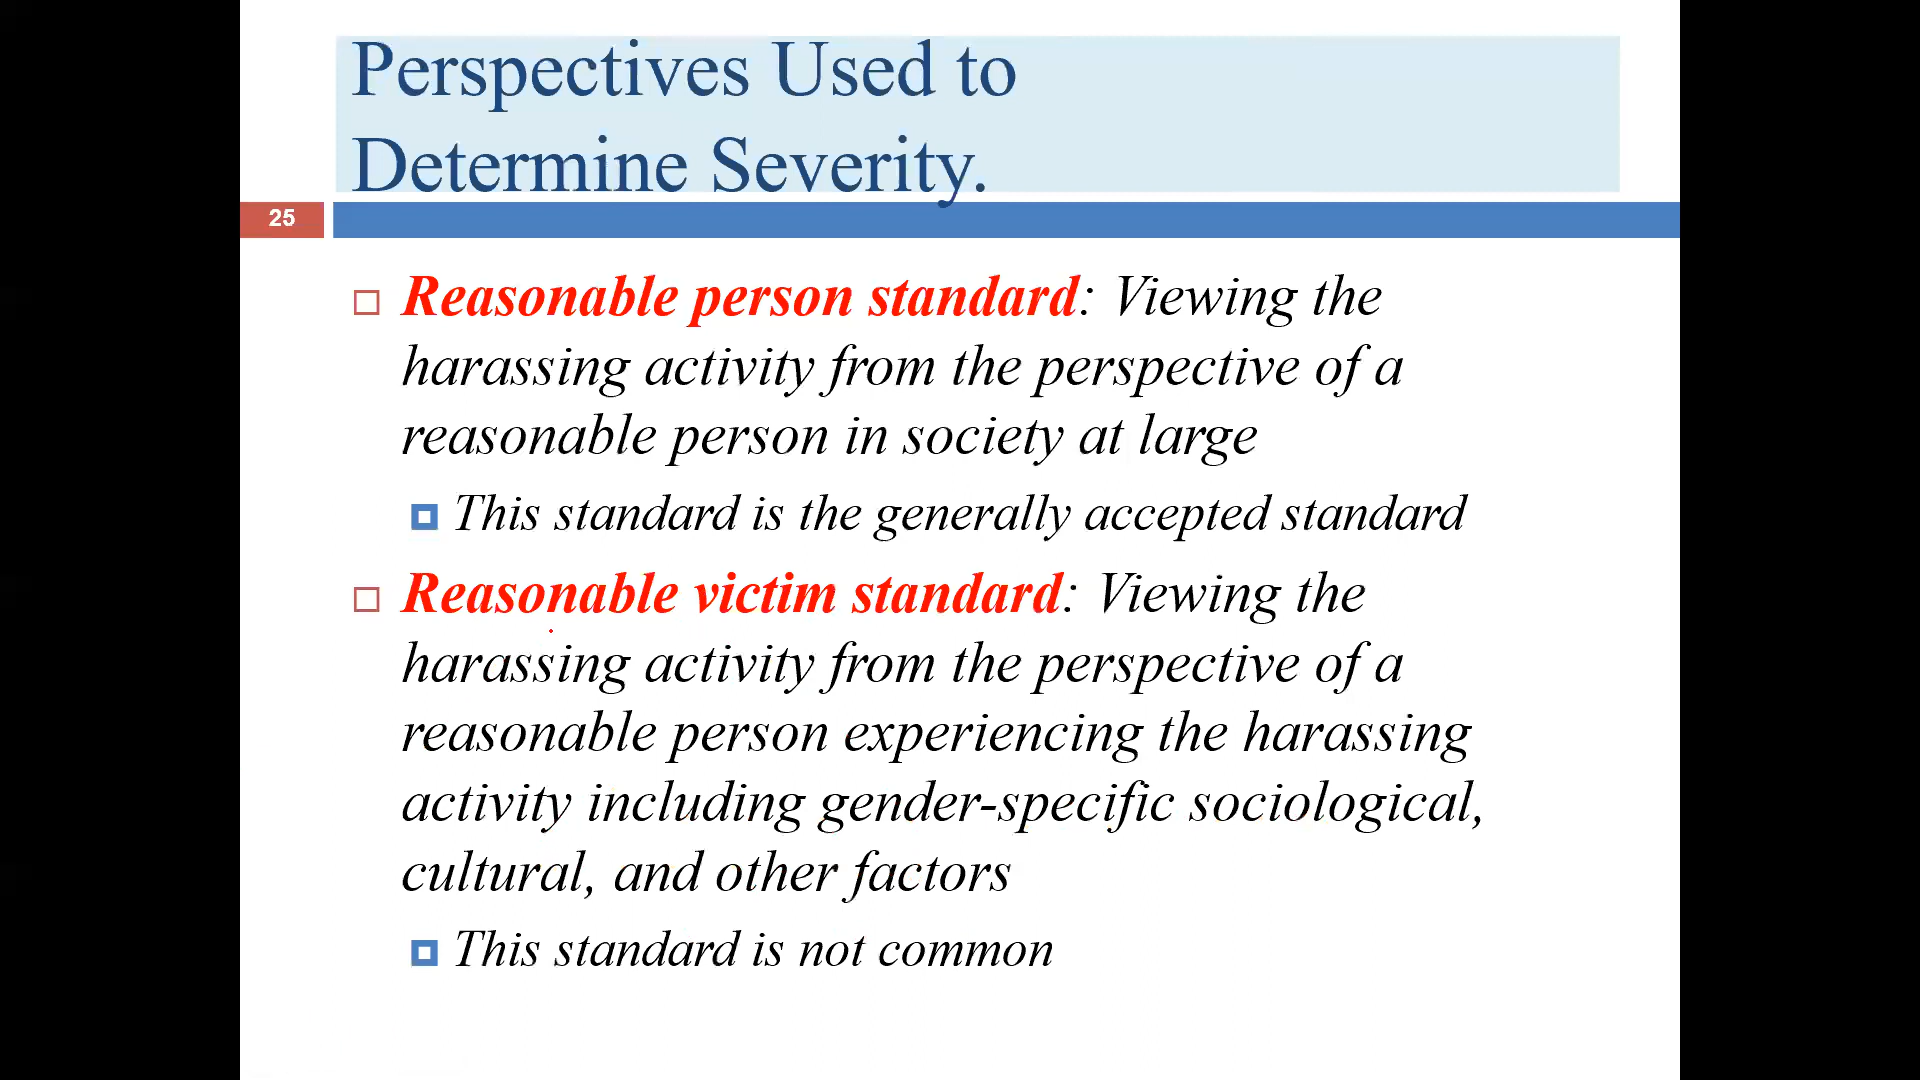 Perspectives Used to
Determine Severity.
25
Reasonable person standard: Viewing the
harassing activity from the perspective of a
reasonable person in society at large
This standard is the generally accepted standard
Reasonable victim standard: Viewing the
harassing activity from the perspective of a
reasonable person experiencing the harassing
activity including gender-specific sociological,
cultural, and other factors
This standard is not common